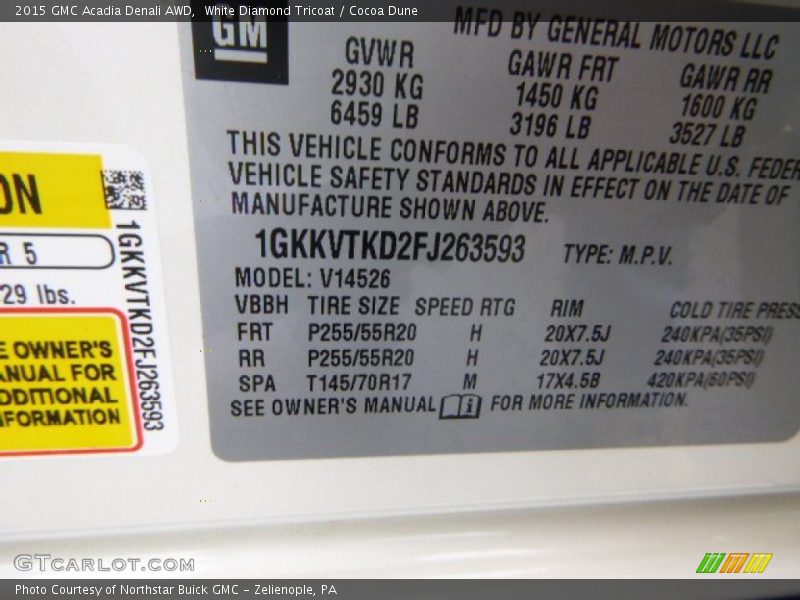 2015 GMC Acadia Denali AWD, White Diamond Tricoat / Cocoa Dune
GM
MFD BY GENERAL MOTORS LLC
GVWR GAWR FRT GAWR RR
2930 KG 1450 KG 1600 KG
6459 LB 3196 LB 3527 LB
THIS VEHICLE CONFORMS TO ALL APPLICABLE U.S. FEDER
VEHICLE SAFETY STANDARDS IN EFFECT ON THE DATE OF
MANUFACTURE SHOWN ABOVE.
1GKKVTKD2FJ263593 TYPE: M.P.V.
MODEL: V14526
VBBH TIRE SIZE SPEED RTG RIM COLD TIRE PRESS
FRT P255/55R20 H 20X7.5J 240KPA(35PSI)
RR P255/55R20 H 20X7.5J 240KPA(35PSI)
SPA T145/70R17 M 17X4.5B 420KPA(60PSI)
SEE OWNER'S MANUAL i FOR MORE INFORMATION.
ON
R 5
29 lbs.
E OWNER'S
ANUAL FOR
DDITIONAL
NFORMATION
1GKKVTKD2FJ263593
GTCARLOT.COM
Photo Courtesy of Northstar Buick GMC - Zelienople, PA